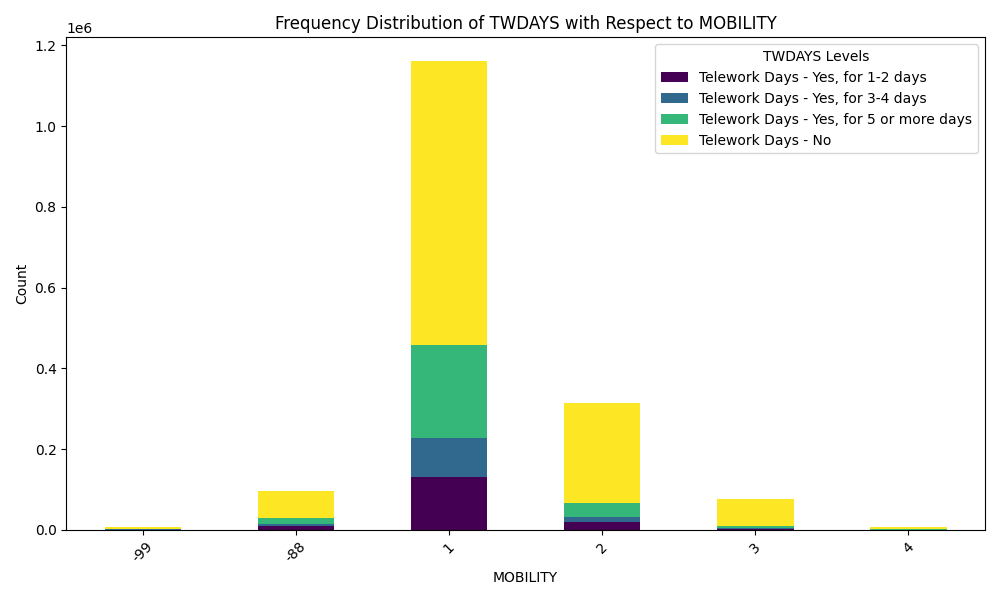 Frequency Distribution of TWDAYS with Respect to MOBILITY
1e6
TWDAYS Levels
Telework Days - Yes, for 1-2 days
Telework Days - Yes, for 3-4 days
Telework Days - Yes, for 5 or more days
Telework Days - No
1.2
1.0
0.8
0.6
0.4
0.2
0.0
Count
-99
-88
1
2
3
4
MOBILITY